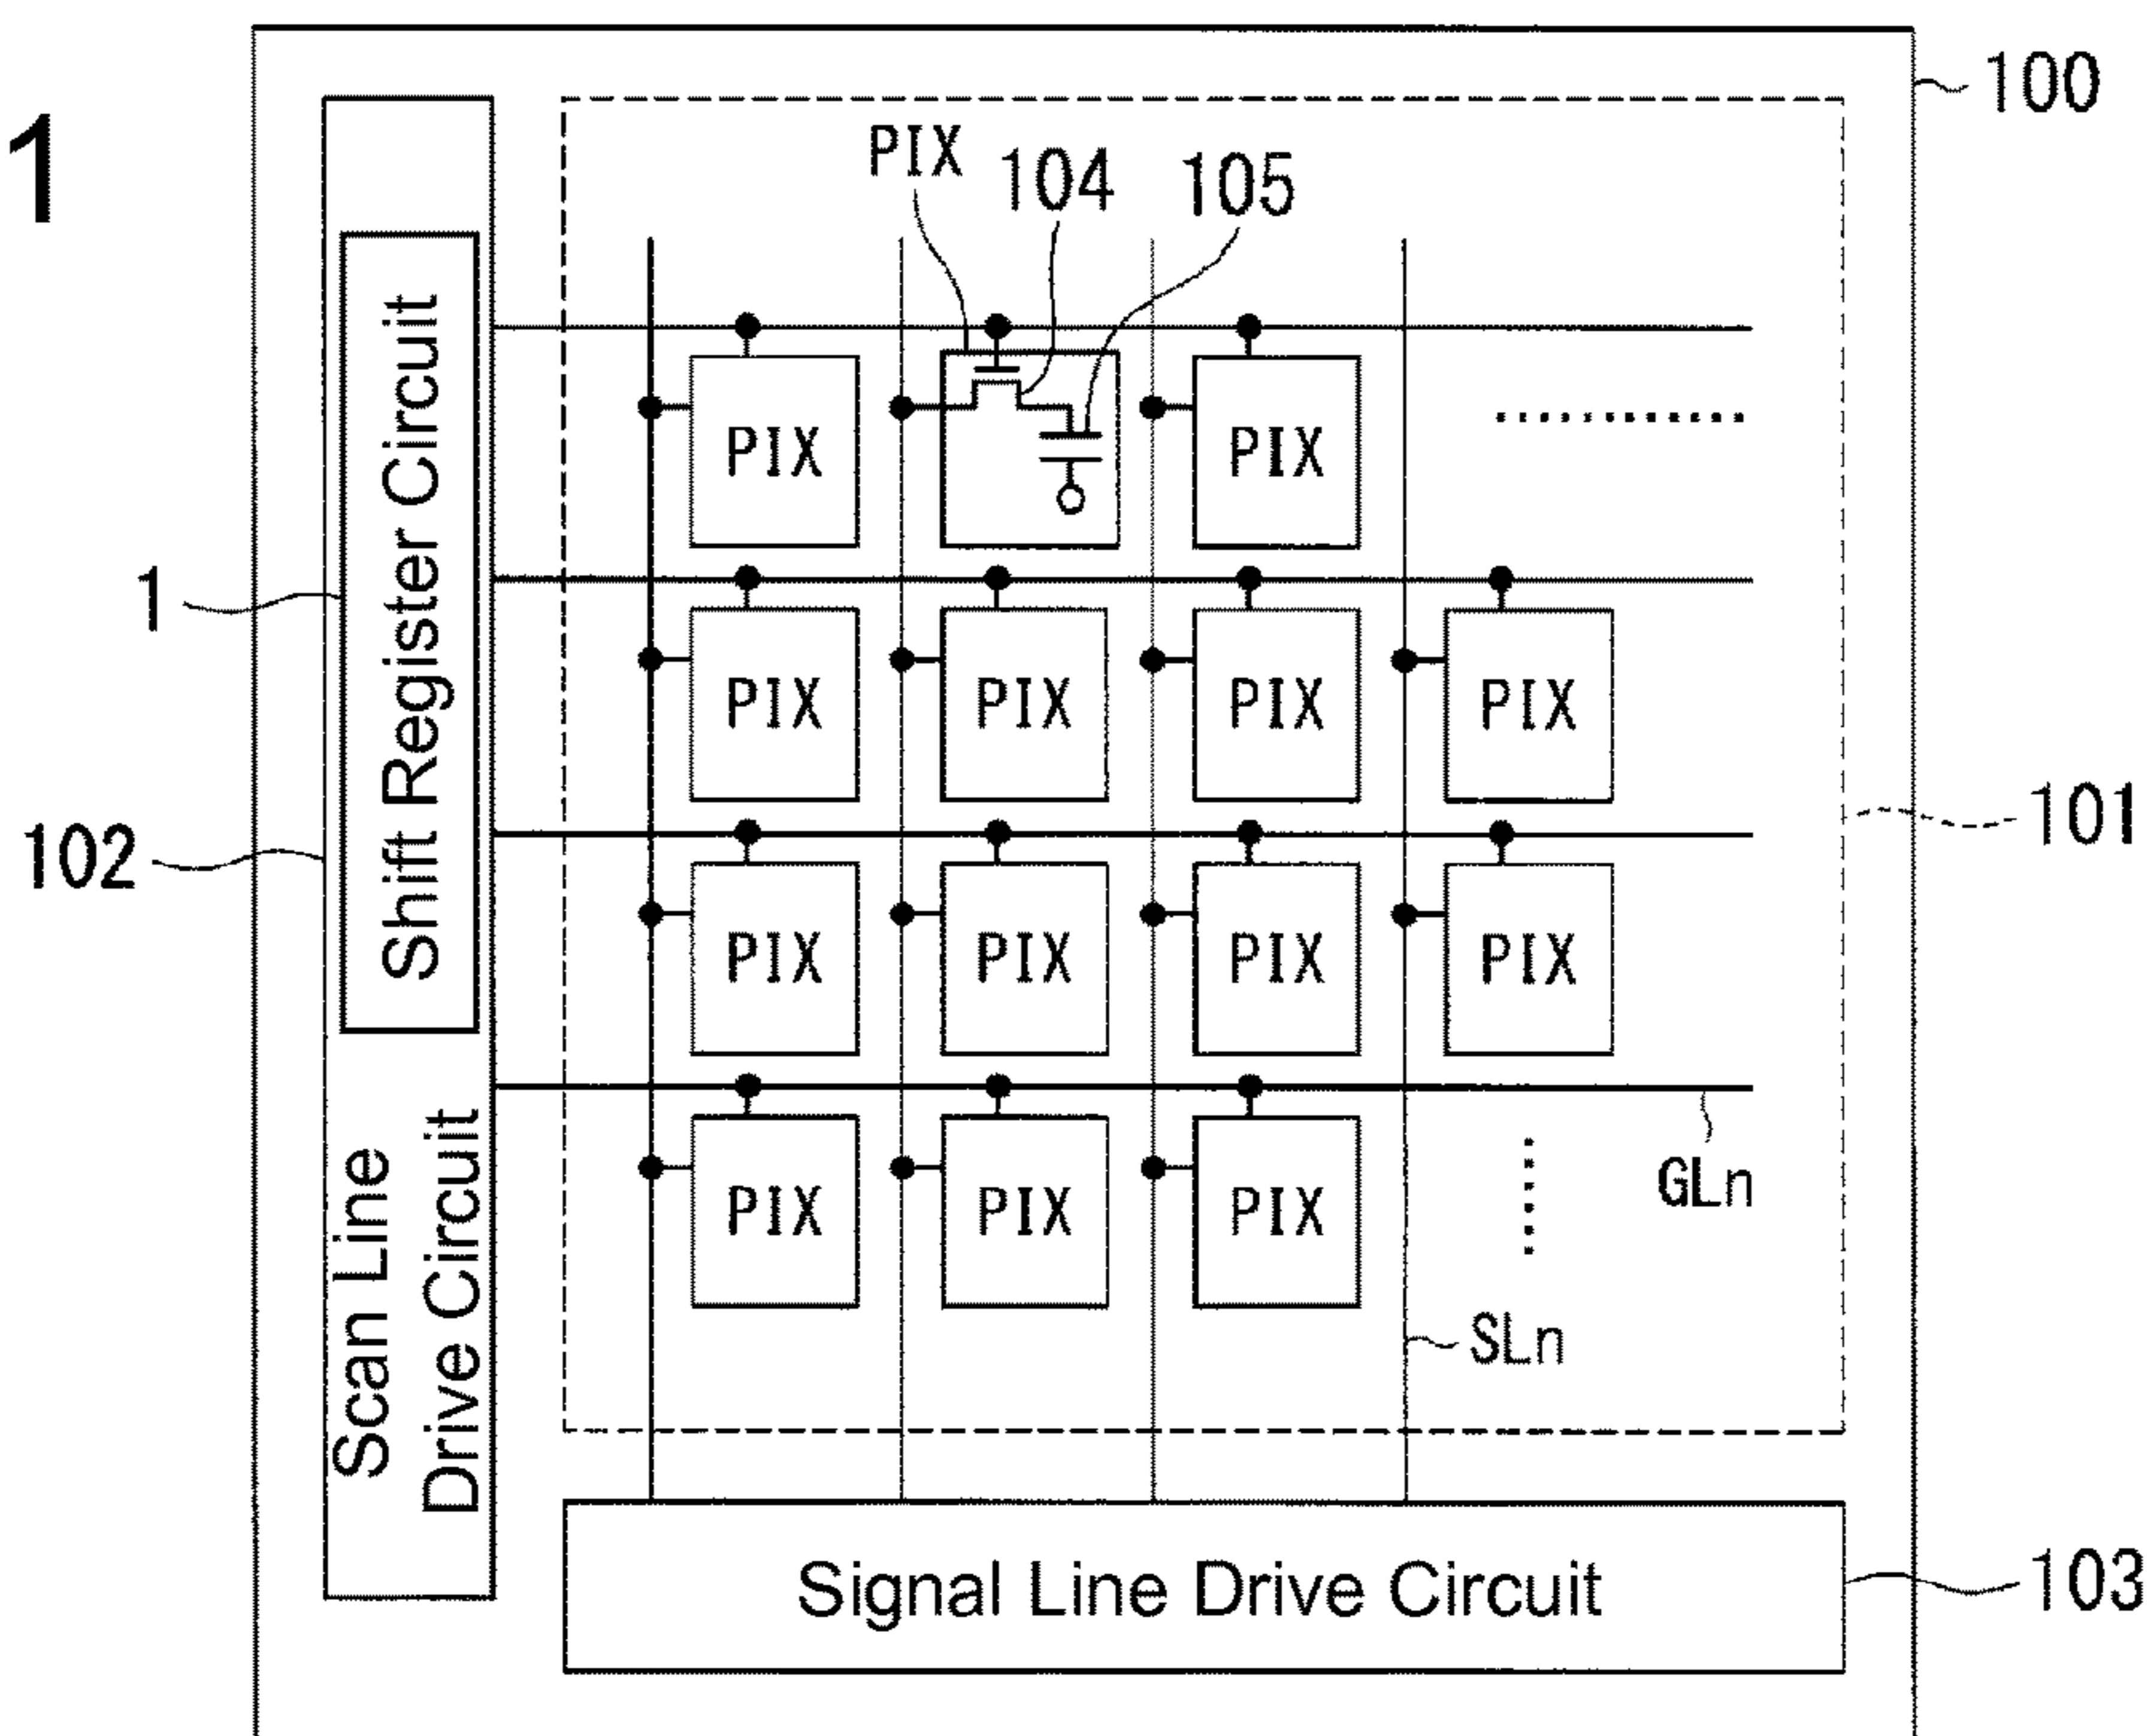 1
100
PIX 104 105
PIX PIX
1
Shift Register Circuit
PIX PIX PIX PIX
101
102
PIX PIX PIX PIX
GLn
PIX PIX PIX
SLn
Scan Line
Drive Circuit
Signal Line Drive Circuit
103